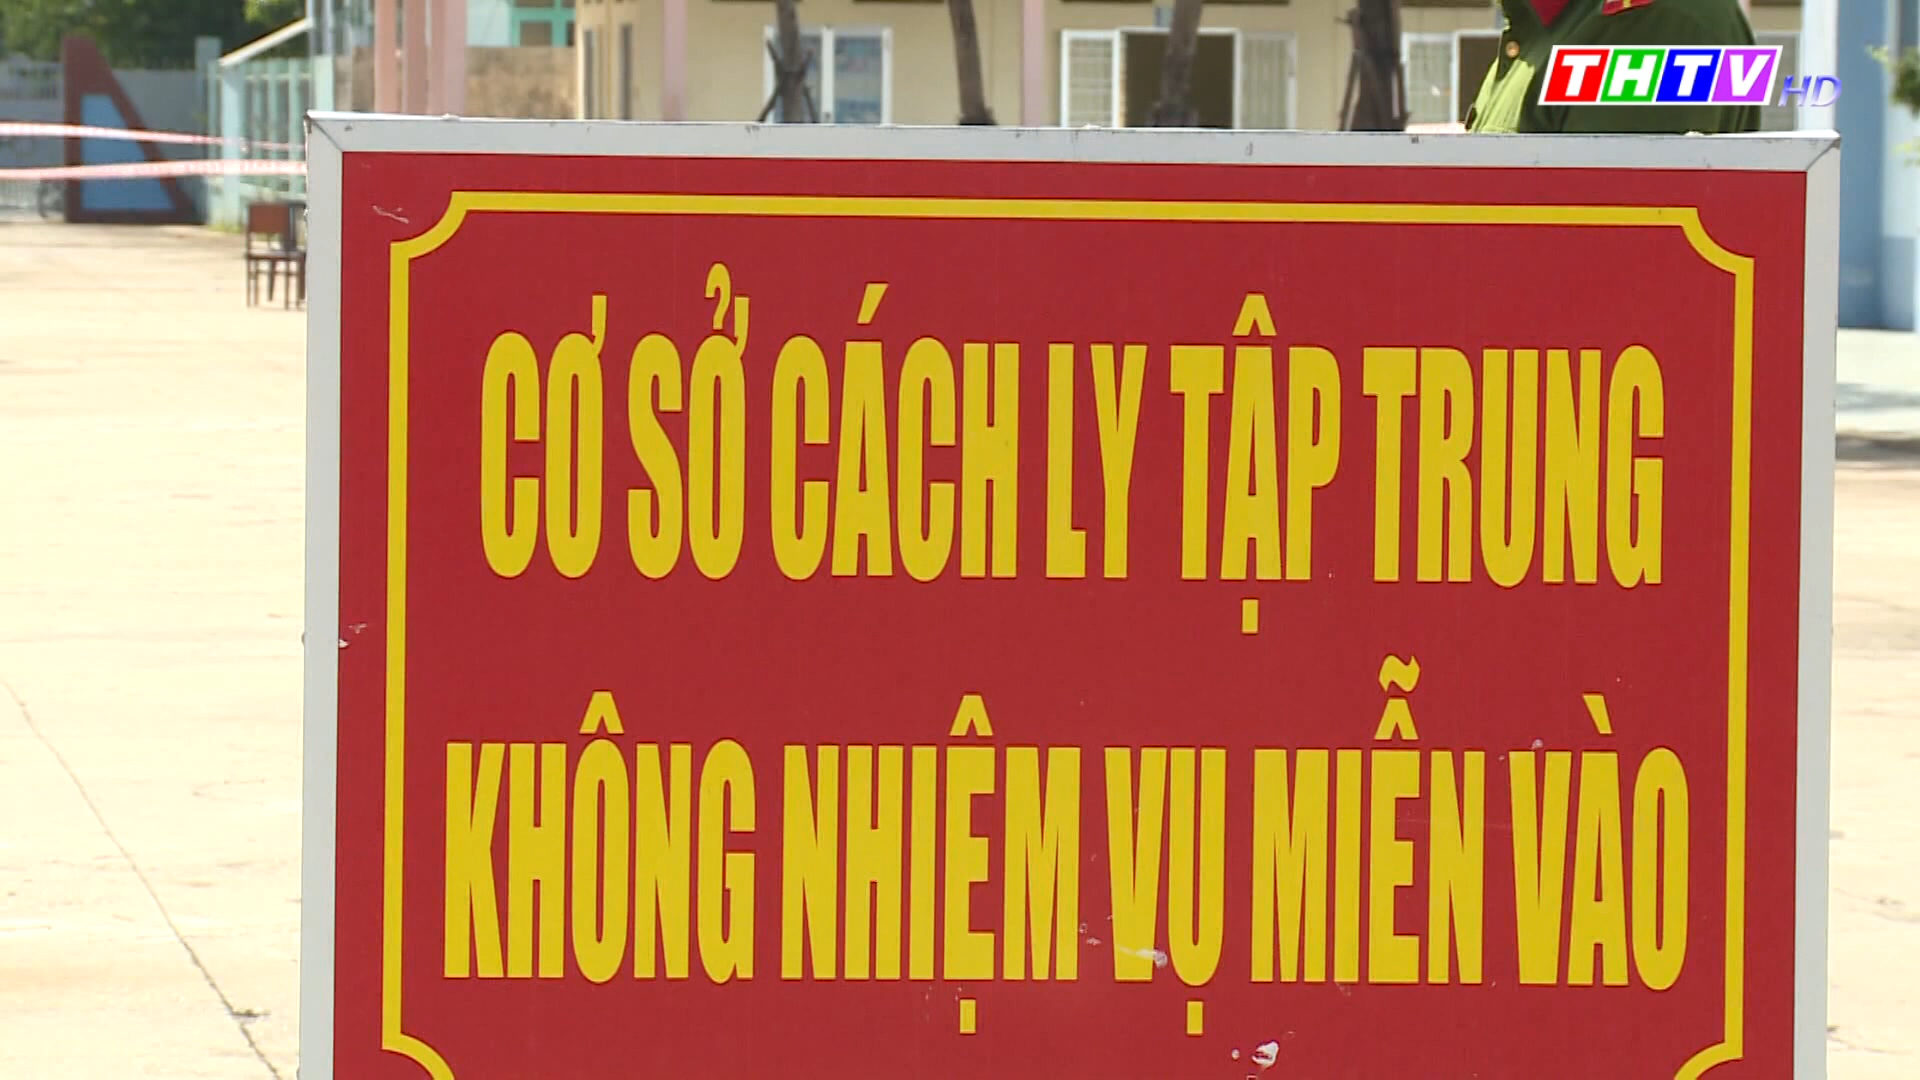 THTV HD
CƠ SỞ CÁCH LY TẬP TRUNG
KHÔNG NHIỆM VỤ MIỄN VÀO